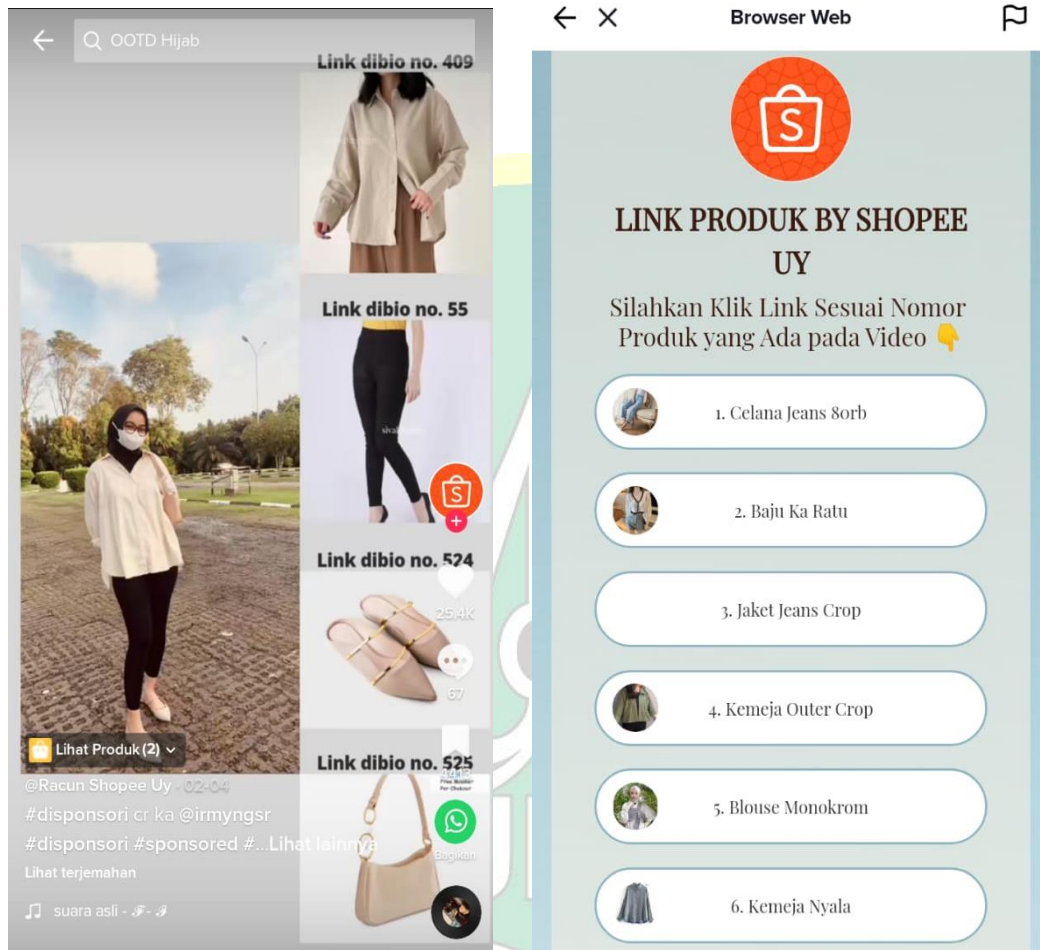 OOTD Hijab
Link dibio no. 409
Link dibio no. 55
Link dibio no. 524
25.4K
67
Lihat Produk(2)
Link dibio no. 525
4413
@Racun Shopee Uy · 02-04
#disponsori cr ka @irmyngsr
#disponsori #sponsored #...Lihat lainnya
Bagikan
Lihat terjemahan
suara asli - ℱ- ℐ
Browser Web
S
LINK PRODUK BY SHOPEE
UY
Silahkan Klik Link Sesuai Nomor
Produk yang Ada pada Video 👇
1. Celana Jeans 80rb
2. Baju Ka Ratu
3. Jaket Jeans Crop
4. Kemeja Outer Crop
5. Blouse Monokrom
6. Kemeja Nyala